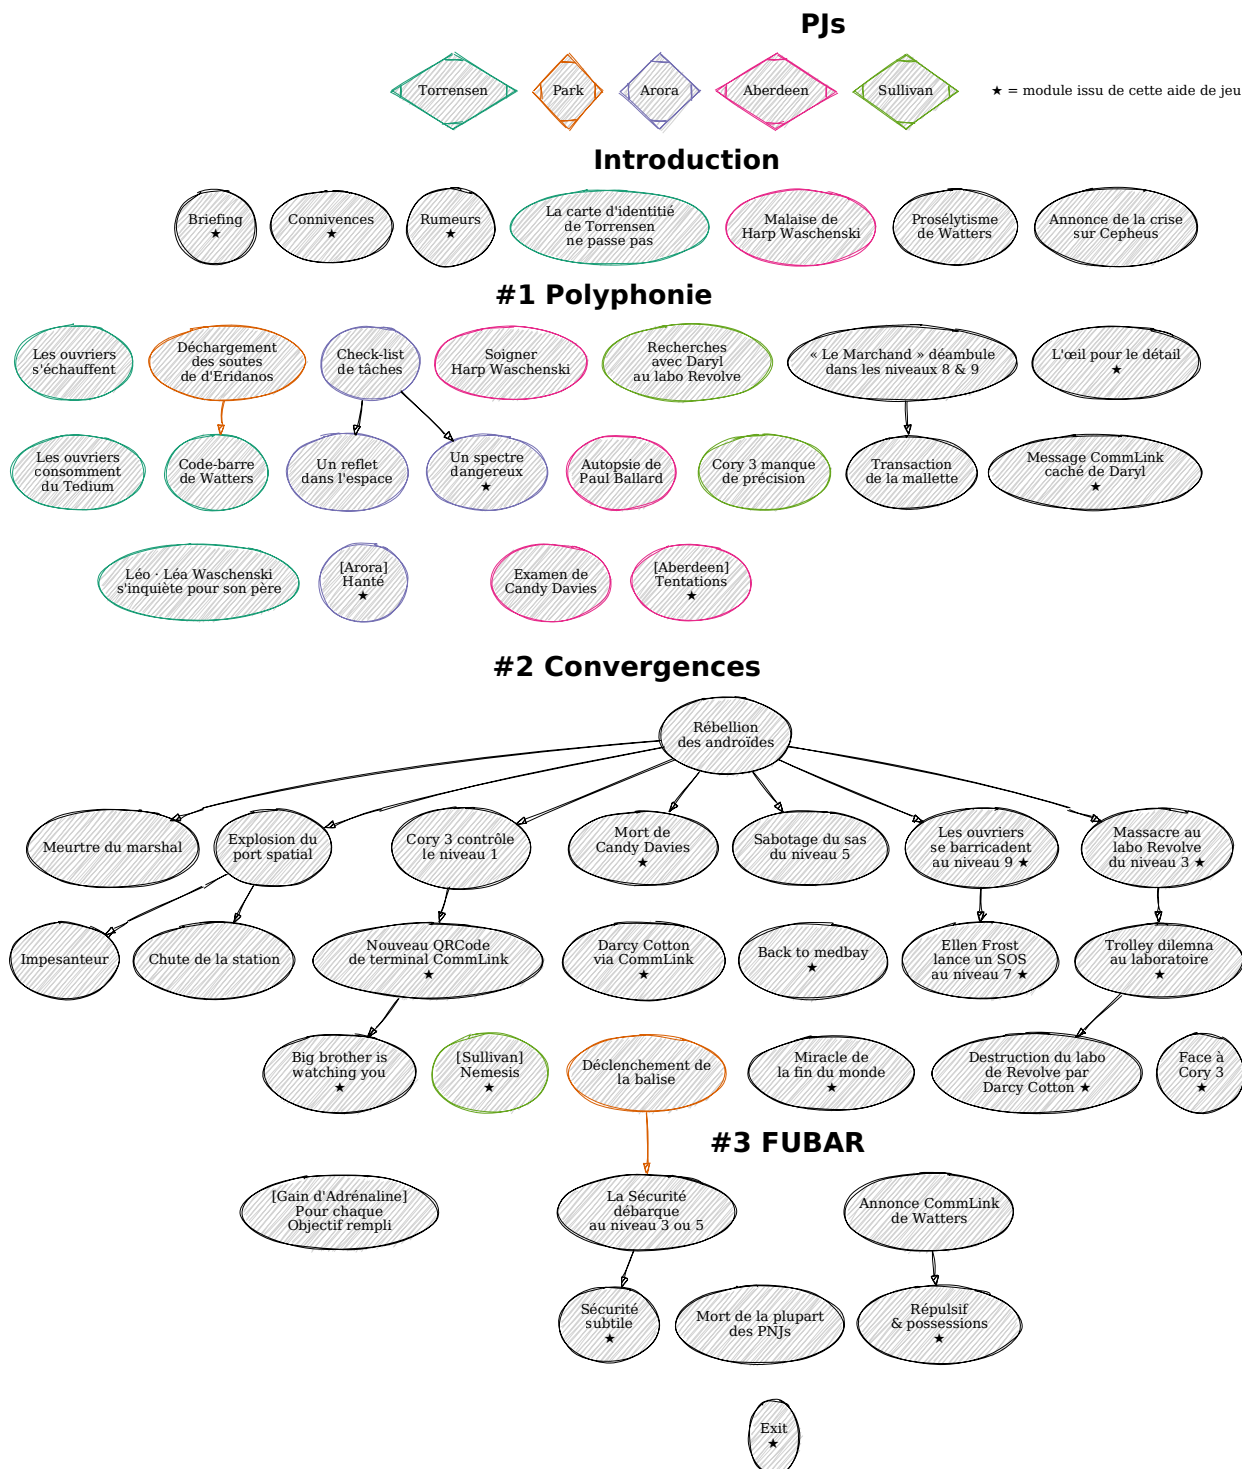 PJs
Torrensen
Park
Arora
Aberdeen
Sullivan
★ = module issu de cette aide de jeu
Introduction
Briefing
★
Connivences
★
Rumeurs
★
La carte d'identitié
de Torrensen
ne passe pas
Malaise de
Harp Waschenski
Prosélytisme
de Watters
Annonce de la crise
sur Cepheus
#1 Polyphonie
Les ouvriers
s'échauffent
Déchargement
des soutes
de d'Eridanos
Check-list
de tâches
Soigner
Harp Waschenski
Recherches
avec Daryl
au labo Revolve
« Le Marchand » déambule
dans les niveaux 8 & 9
L'œil pour le détail
★
Les ouvriers
consomment
du Tedium
Code-barre
de Watters
Un reflet
dans l'espace
Un spectre
dangereux
★
Autopsie de
Paul Ballard
Cory 3 manque
de précision
Transaction
de la mallette
Message CommLink
caché de Daryl
★
Léo · Léa Waschenski
s'inquiète pour son père
[Arora]
Hanté
★
Examen de
Candy Davies
[Aberdeen]
Tentations
★
#2 Convergences
Rébellion
des androïdes
Meurtre du marshal
Explosion du
port spatial
Cory 3 contrôle
le niveau 1
Mort de
Candy Davies
★
Sabotage du sas
du niveau 5
Les ouvriers
se barricadent
au niveau 9 ★
Massacre au
labo Revolve
du niveau 3 ★
Impesanteur
Chute de la station
Nouveau QRCode
de terminal CommLink
★
Darcy Cotton
via CommLink
★
Back to medbay
★
Ellen Frost
lance un SOS
au niveau 7 ★
Trolley dilemna
au laboratoire
★
Big brother is
watching you
★
[Sullivan]
Nemesis
★
Déclenchement de
la balise
Miracle de
la fin du monde
★
Destruction du labo
de Revolve par
Darcy Cotton ★
Face à
Cory 3
★
#3 FUBAR
[Gain d'Adrénaline]
Pour chaque
Objectif rempli
La Sécurité
débarque
au niveau 3 ou 5
Annonce CommLink
de Watters
Sécurité
subtile
★
Mort de la plupart
des PNJs
Répulsif
& possessions
★
Exit
★